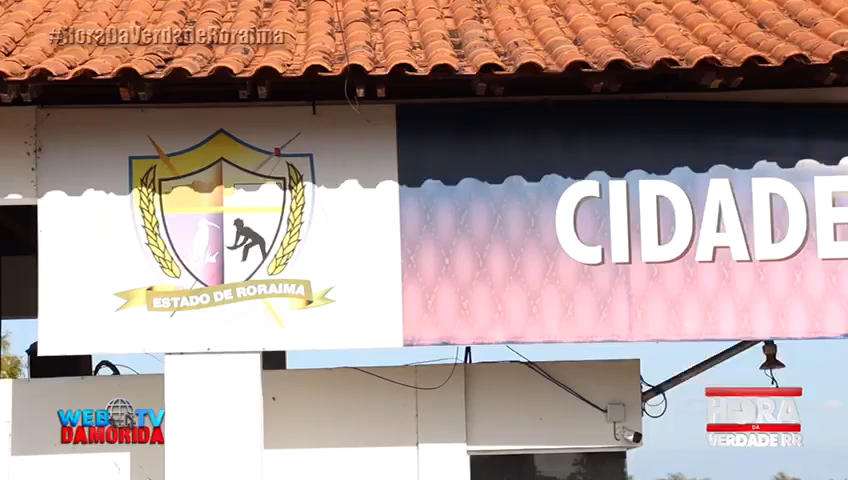 #HoraDaVerdadeRoraima
CIDADE
ESTADO DE RORAIMA
WEB TV
DAMORIDA
HORA
DA
VERDADE RR